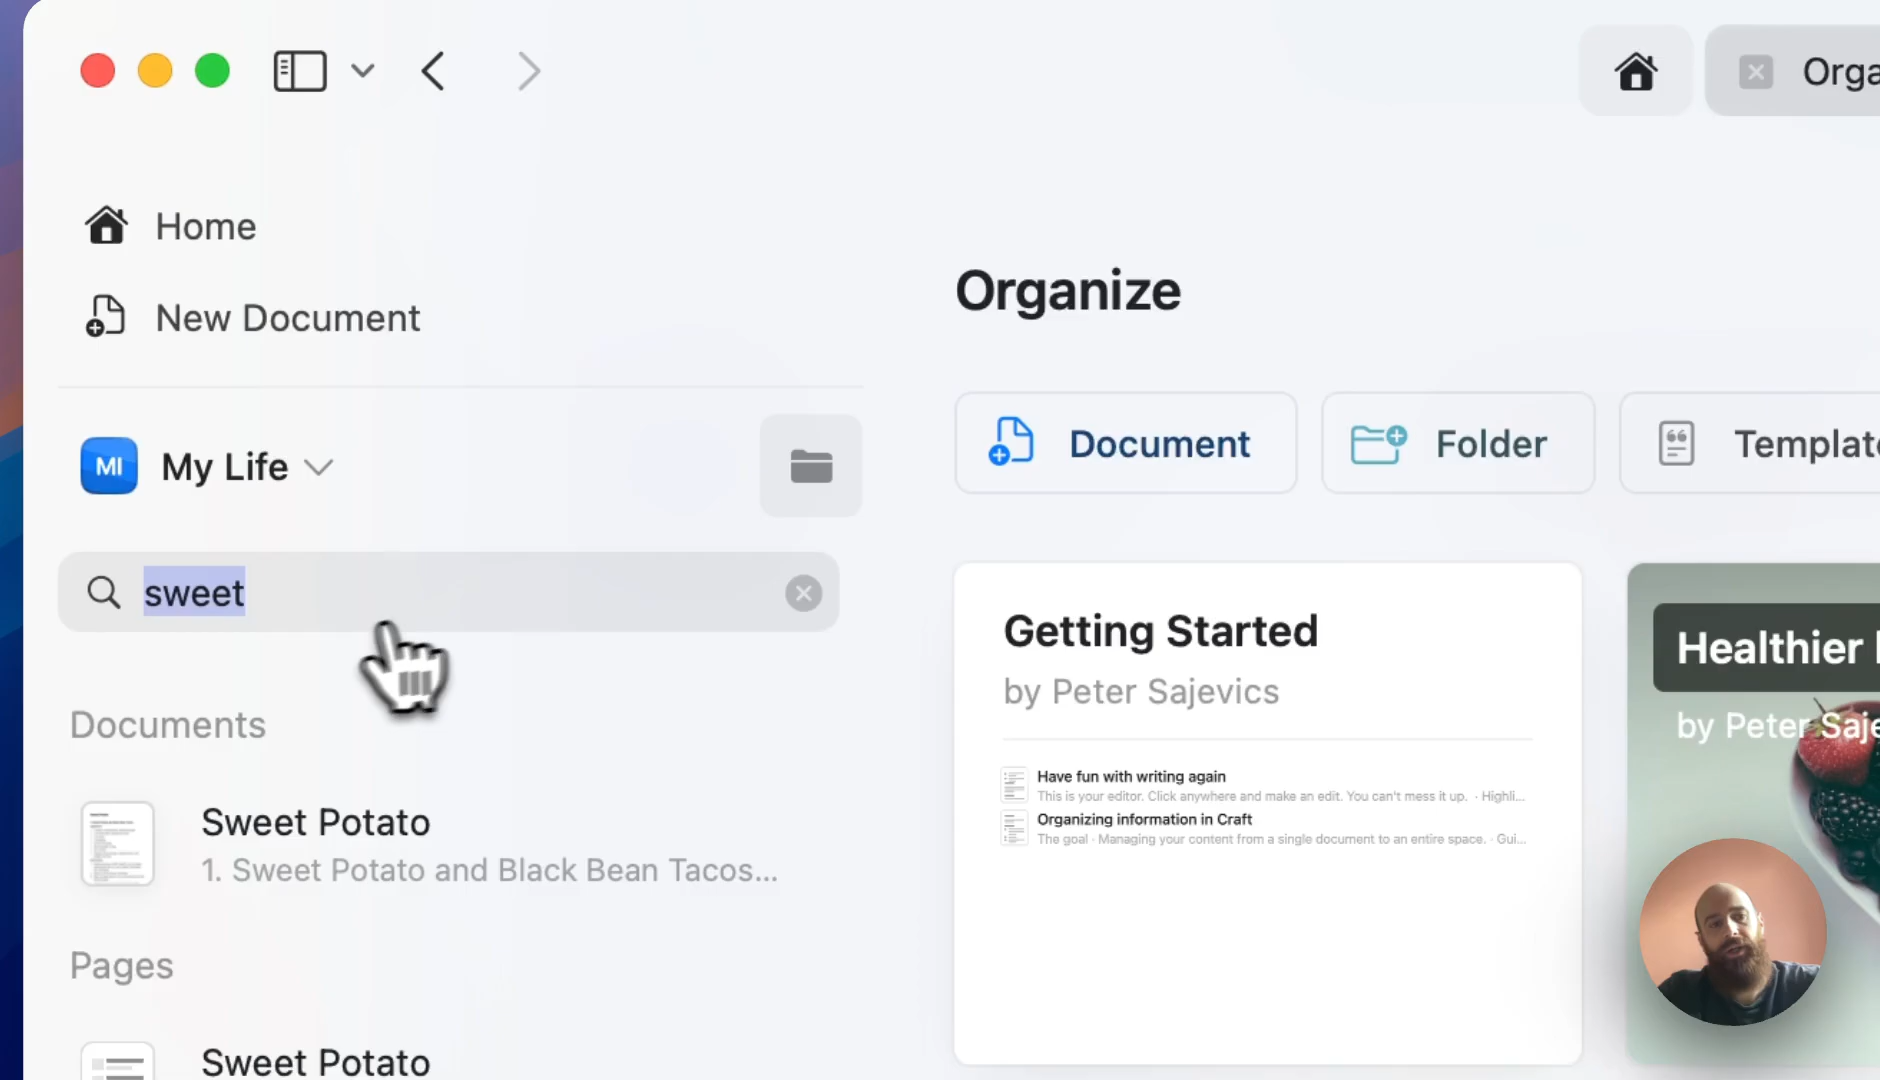 Orga
Home
New Document
MI
My Life
sweet
Documents
Sweet Potato
1. Sweet Potato and Black Bean Tacos...
Pages
Sweet Potato
Organize
Document
Folder
Template
Getting Started
by Peter Sajevics
Have fun with writing again
This is your editor. Click anywhere and make an edit. You can't mess it up. · Highli...
Organizing information in Craft
The goal · Managing your content from a single document to an entire space. · Gui...
Healthier
by Peter Saje